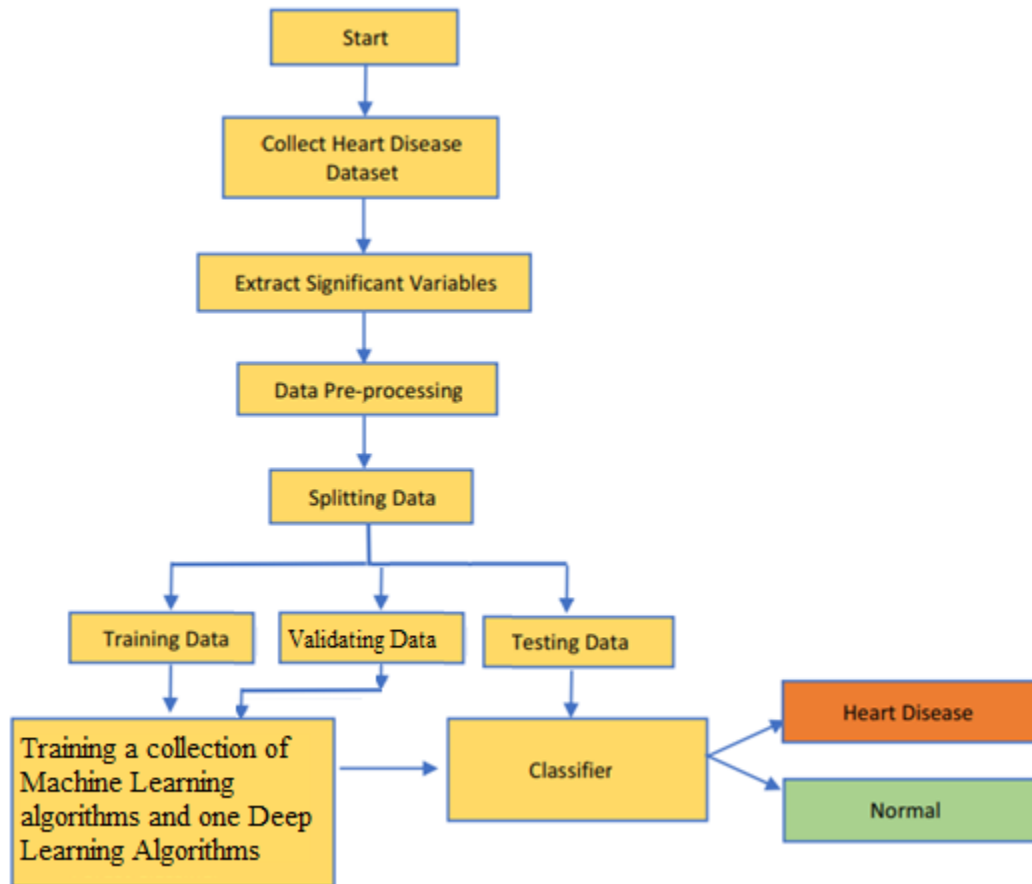 Start
Collect Heart Disease
Dataset
Extract Significant Variables
Data Pre-processing
Splitting Data
Training Data
Validating Data
Testing Data
Training a collection of
Machine Learning
algorithms and one Deep
Learning Algorithms
Classifier
Heart Disease
Normal